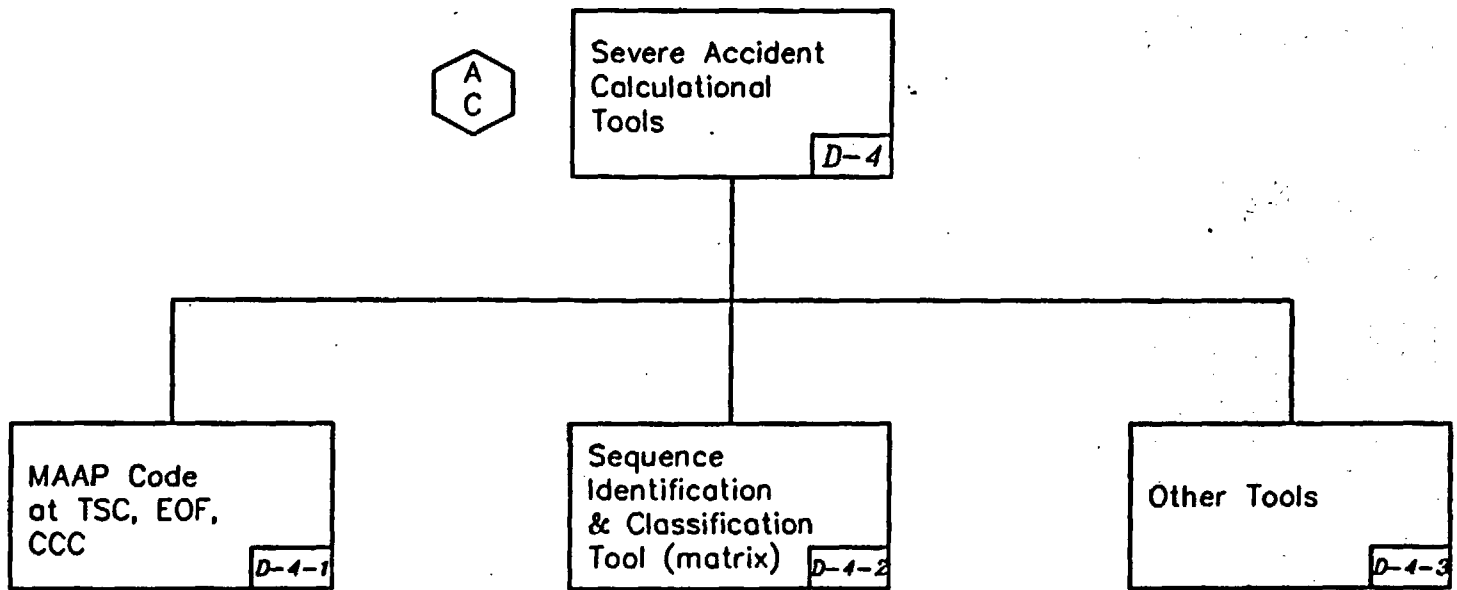 A
C
Severe Accident
Calculational
Tools
D-4
MAAP Code
at TSC, EOF,
CCC
D-4-1
Sequence
Identification
& Classification
Tool (matrix)
D-4-2
Other Tools
D-4-3